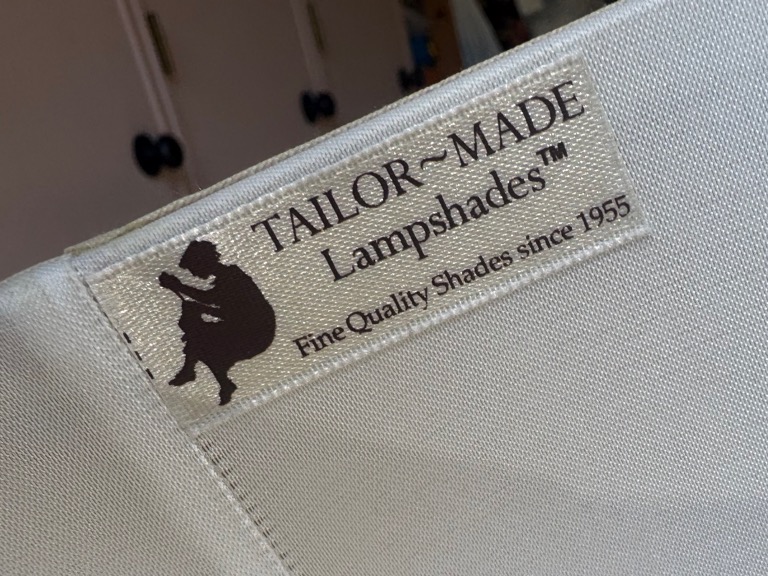 TAILOR~MADE
Lampshades™
Fine Quality Shades since 1955